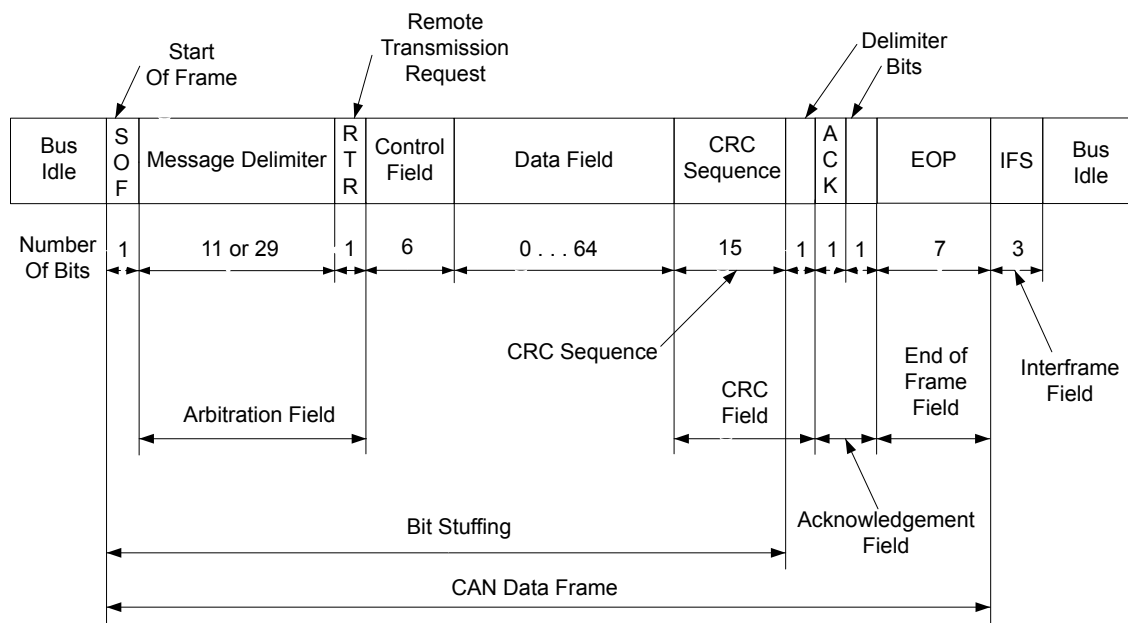 Start
Of Frame
Remote
Transmission
Request
Delimiter
Bits
Bus
Idle
S
O
F
Message Delimiter
R
T
R
Control
Field
Data Field
CRC
Sequence
A
C
K
EOP
IFS
Bus
Idle
Number
Of Bits
1
11 or 29
1
6
0 . . . 64
15
1
1
1
7
3
CRC Sequence
End of
Frame
Field
Interframe
Field
CRC
Field
Arbitration Field
Acknowledgement
Field
Bit Stuffing
CAN Data Frame